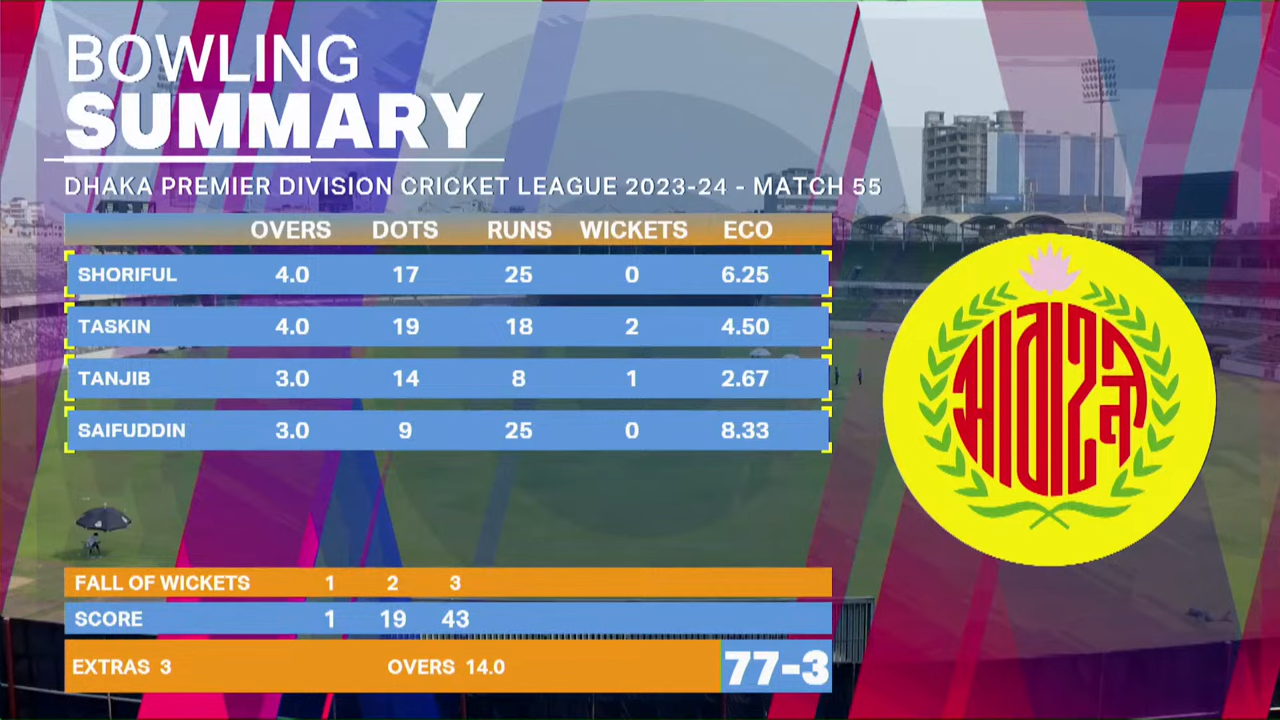 BOWLING
SUMMARY
DHAKA PREMIER DIVISION CRICKET LEAGUE 2023-24 - MATCH 55
OVERS DOTS RUNS WICKETS ECO
SHORIFUL 4.0 17 25 0 6.25
TASKIN 4.0 19 18 2 4.50
TANJIB 3.0 14 8 1 2.67
SAIFUDDIN 3.0 9 25 0 8.33
আবাহনী
FALL OF WICKETS 1 2 3
SCORE 1 19 43
EXTRAS 3 OVERS 14.0 77-3